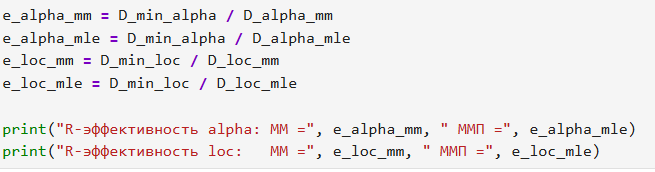 e_alpha_mm = D_min_alpha / D_alpha_mm
e_alpha_mle = D_min_alpha / D_alpha_mle
e_loc_mm = D_min_loc / D_loc_mm
e_loc_mle = D_min_loc / D_loc_mle
print("R-эффективность alpha: ММ =", e_alpha_mm, " ММП =", e_alpha_mle)
print("R-эффективность loc:   ММ =", e_loc_mm, " ММП =", e_loc_mle)